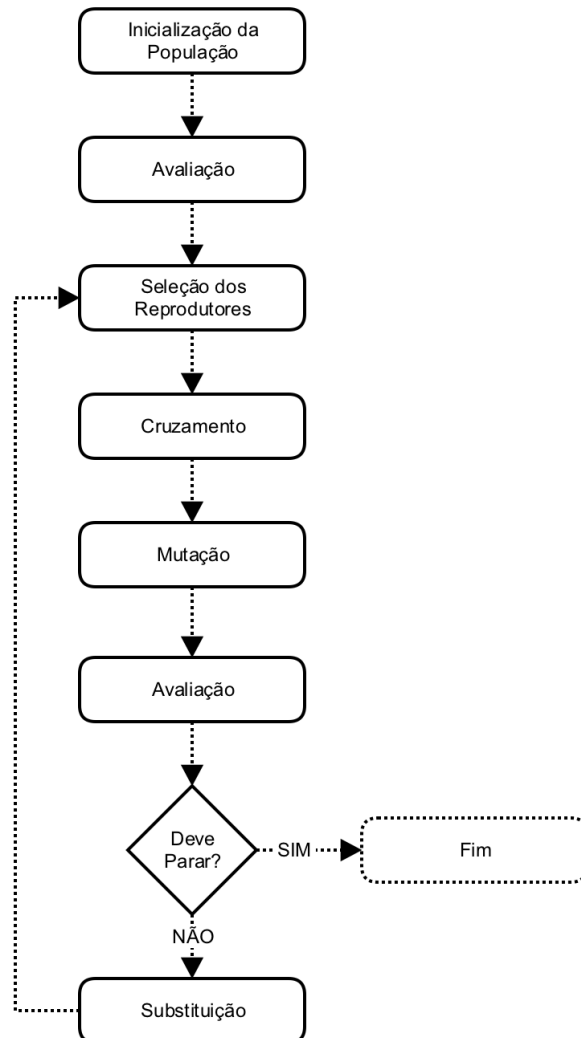 Inicialização da
População
Avaliação
Seleção dos
Reprodutores
Cruzamento
Mutação
Avaliação
Deve
Parar?
SIM
Fim
NÃO
Substituição